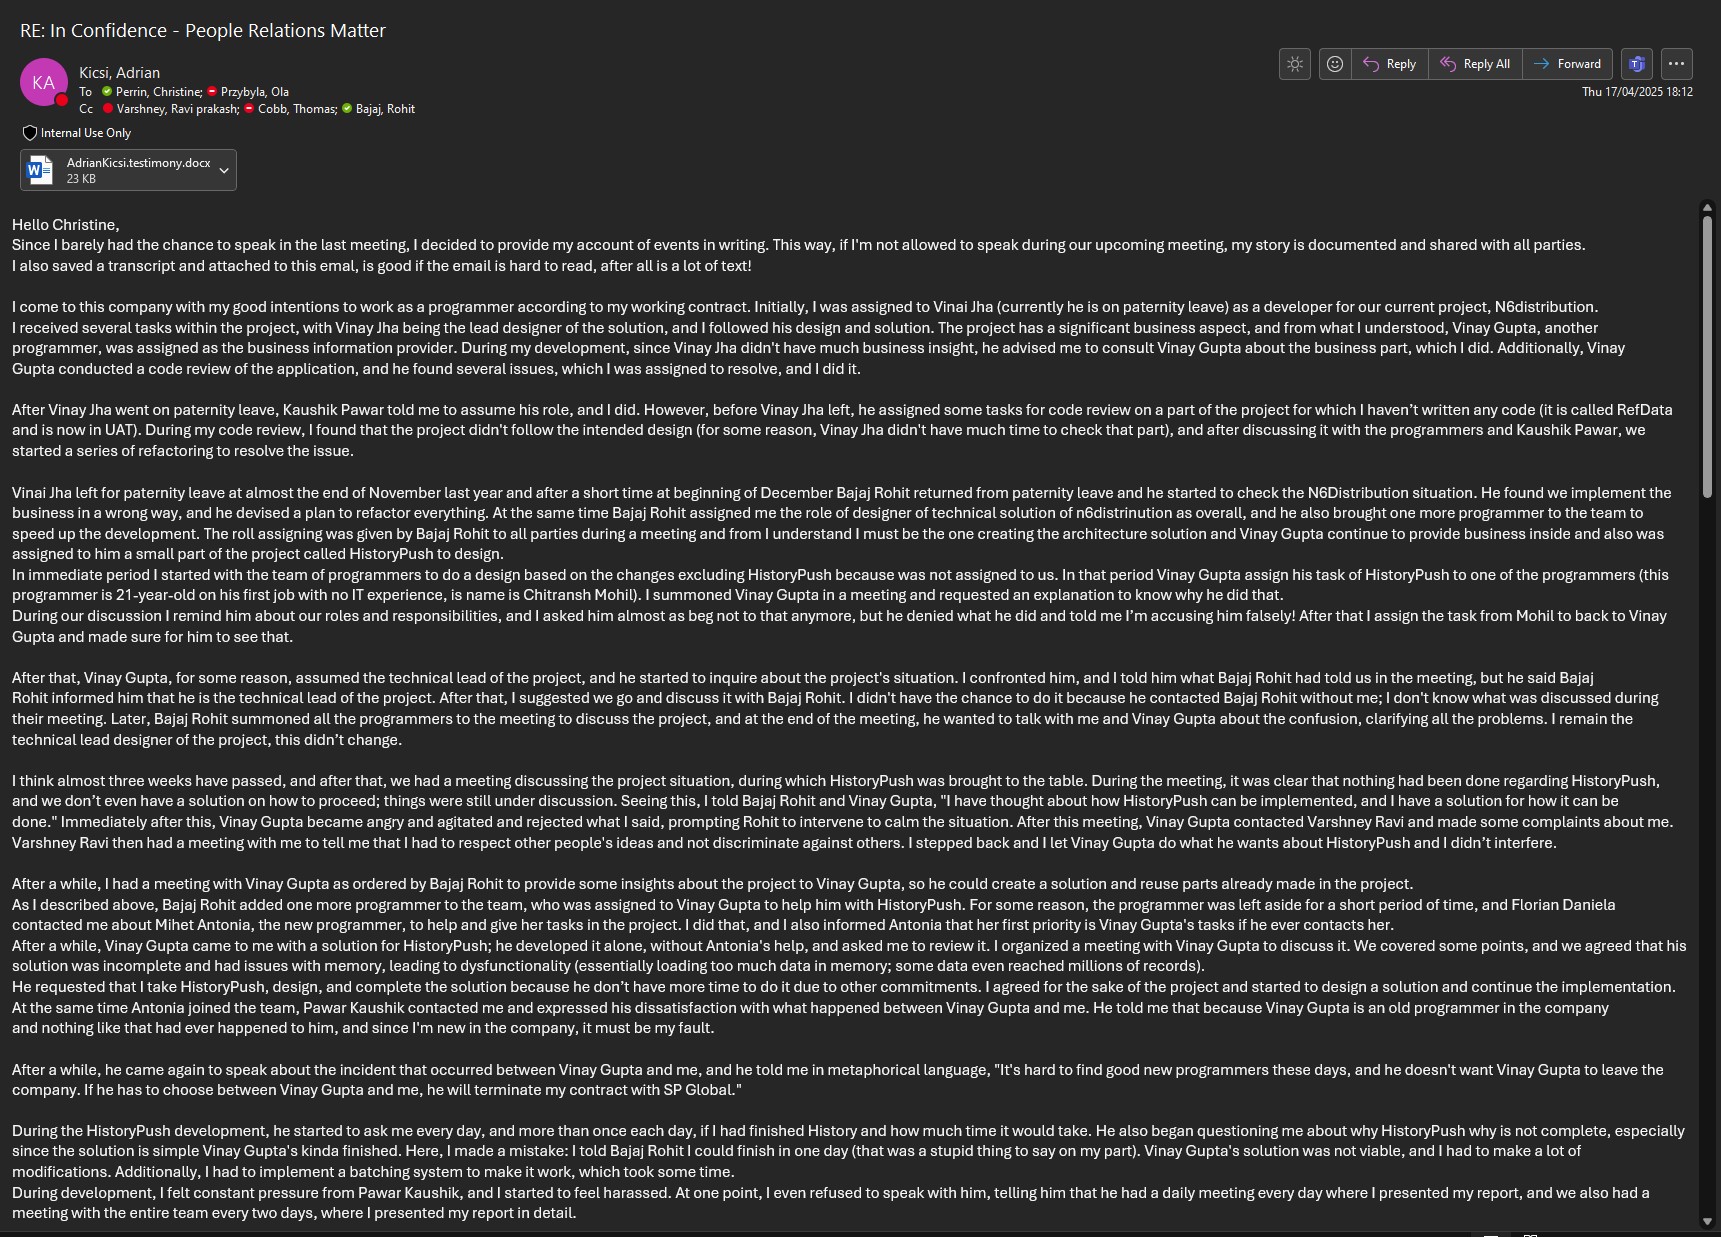 RE: In Confidence - People Relations Matter
KA
Kicsi, Adrian
To Perrin, Christine; Przybyla, Ola
Cc Varshney, Ravi prakash; Cobb, Thomas; Bajaj, Rohit
Reply
Reply All
Forward
Thu 17/04/2025 18:12
Internal Use Only
AdrianKicsi.testimony.docx
23 KB
Hello Christine,
Since I barely had the chance to speak in the last meeting, I decided to provide my account of events in writing. This way, if I'm not allowed to speak during our upcoming meeting, my story is documented and shared with all parties.
I also saved a transcript and attached to this emal, is good if the email is hard to read, after all is a lot of text!
I come to this company with my good intentions to work as a programmer according to my working contract. Initially, I was assigned to Vinai Jha (currently he is on paternity leave) as a developer for our current project, N6distribution.
I received several tasks within the project, with Vinay Jha being the lead designer of the solution, and I followed his design and solution. The project has a significant business aspect, and from what I understood, Vinay Gupta, another
programmer, was assigned as the business information provider. During my development, since Vinay Jha didn't have much business insight, he advised me to consult Vinay Gupta about the business part, which I did. Additionally, Vinay
Gupta conducted a code review of the application, and he found several issues, which I was assigned to resolve, and I did it.
After Vinay Jha went on paternity leave, Kaushik Pawar told me to assume his role, and I did. However, before Vinay Jha left, he assigned some tasks for code review on a part of the project for which I haven't written any code (it is called RefData
and is now in UAT). During my code review, I found that the project didn't follow the intended design (for some reason, Vinay Jha didn't have much time to check that part), and after discussing it with the programmers and Kaushik Pawar, we
started a series of refactoring to resolve the issue.
Vinai Jha left for paternity leave at almost the end of November last year and after a short time at beginning of December Bajaj Rohit returned from paternity leave and he started to check the N6Distribution situation. He found we implement the
business in a wrong way, and he devised a plan to refactor everything. At the same time Bajaj Rohit assigned me the role of designer of technical solution of n6distrinution as overall, and he also brought one more programmer to the team to
speed up the development. The roll assigning was given by Bajaj Rohit to all parties during a meeting and from I understand I must be the one creating the architecture solution and Vinay Gupta continue to provide business inside and also was
assigned to him a small part of the project called HistoryPush to design.
In immediate period I started with the team of programmers to do a design based on the changes excluding HistoryPush because was not assigned to us. In that period Vinay Gupta assign his task of HistoryPush to one of the programmers (this
programmer is 21-year-old on his first job with no IT experience, is name is Chitransh Mohil). I summoned Vinay Gupta in a meeting and requested an explanation to know why he did that.
During our discussion I remind him about our roles and responsibilities, and I asked him almost as beg not to that anymore, but he denied what he did and told me I'm accusing him falsely! After that I assign the task from Mohil to back to Vinay
Gupta and made sure for him to see that.
After that, Vinay Gupta, for some reason, assumed the technical lead of the project, and he started to inquire about the project's situation. I confronted him, and I told him what Bajaj Rohit had told us in the meeting, but he said Bajaj
Rohit informed him that he is the technical lead of the project. After that, I suggested we go and discuss it with Bajaj Rohit. I didn't have the chance to do it because he contacted Bajaj Rohit without me; I don't know what was discussed during
their meeting. Later, Bajaj Rohit summoned all the programmers to the meeting to discuss the project, and at the end of the meeting, he wanted to talk with me and Vinay Gupta about the confusion, clarifying all the problems. I remain the
technical lead designer of the project, this didn't change.
I think almost three weeks have passed, and after that, we had a meeting discussing the project situation, during which HistoryPush was brought to the table. During the meeting, it was clear that nothing had been done regarding HistoryPush,
and we don't even have a solution on how to proceed; things were still under discussion. Seeing this, I told Bajaj Rohit and Vinay Gupta, "I have thought about how HistoryPush can be implemented, and I have a solution for how it can be
done." Immediately after this, Vinay Gupta became angry and agitated and rejected what I said, prompting Rohit to intervene to calm the situation. After this meeting, Vinay Gupta contacted Varshney Ravi and made some complaints about me.
Varshney Ravi then had a meeting with me to tell me that I had to respect other people's ideas and not discriminate against others. I stepped back and I let Vinay Gupta do what he wants about HistoryPush and I didn't interfere.
After a while, I had a meeting with Vinay Gupta as ordered by Bajaj Rohit to provide some insights about the project to Vinay Gupta, so he could create a solution and reuse parts already made in the project.
As I described above, Bajaj Rohit added one more programmer to the team, who was assigned to Vinay Gupta to help him with HistoryPush. For some reason, the programmer was left aside for a short period of time, and Florian Daniela
contacted me about Mihet Antonia, the new programmer, to help and give her tasks in the project. I did that, and I also informed Antonia that her first priority is Vinay Gupta's tasks if he ever contacts her.
After a while, Vinay Gupta came to me with a solution for HistoryPush; he developed it alone, without Antonia's help, and asked me to review it. I organized a meeting with Vinay Gupta to discuss it. We covered some points, and we agreed that his
solution was incomplete and had issues with memory, leading to dysfunctionality (essentially loading too much data in memory; some data even reached millions of records).
He requested that I take HistoryPush, design, and complete the solution because he don't have more time to do it due to other commitments. I agreed for the sake of the project and started to design a solution and continue the implementation.
At the same time Antonia joined the team, Pawar Kaushik contacted me and expressed his dissatisfaction with what happened between Vinay Gupta and me. He told me that because Vinay Gupta is an old programmer in the company
and nothing like that had ever happened to him, and since I'm new in the company, it must be my fault.
After a while, he came again to speak about the incident that occurred between Vinay Gupta and me, and he told me in metaphorical language, "It's hard to find good new programmers these days, and he doesn't want Vinay Gupta to leave the
company. If he has to choose between Vinay Gupta and me, he will terminate my contract with SP Global."
During the HistoryPush development, he started to ask me every day, and more than once each day, if I had finished History and how much time it would take. He also began questioning me about why HistoryPush why is not complete, especially
since the solution is simple Vinay Gupta's kinda finished. Here, I made a mistake: I told Bajaj Rohit I could finish in one day (that was a stupid thing to say on my part). Vinay Gupta's solution was not viable, and I had to make a lot of
modifications. Additionally, I had to implement a batching system to make it work, which took some time.
During development, I felt constant pressure from Pawar Kaushik, and I started to feel harassed. At one point, I even refused to speak with him, telling him that he had a daily meeting every day where I presented my report, and we also had a
meeting with the entire team every two days, where I presented my report in detail.